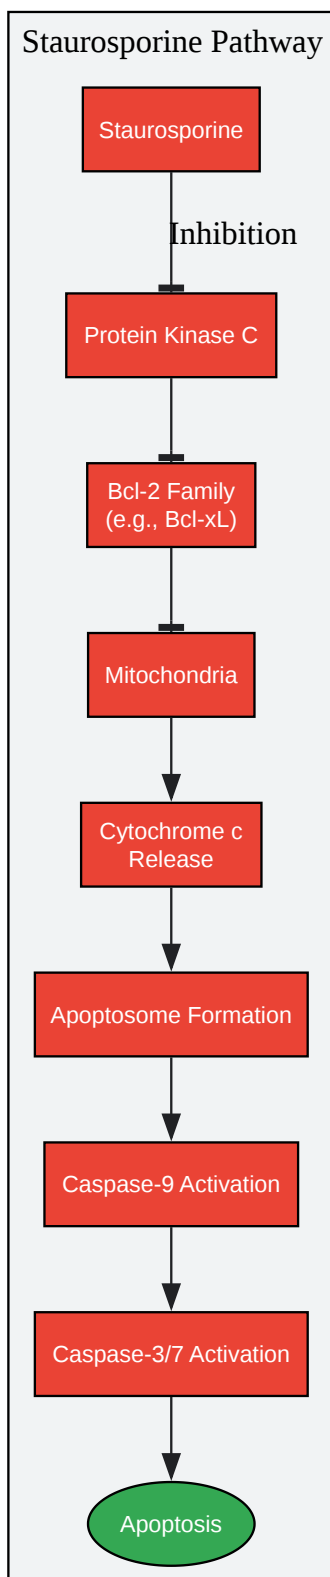 Staurosporine Pathway
Staurosporine
Inhibition
Protein Kinase C
Bcl-2 Family
(e.g., Bcl-xL)
Mitochondria
Cytochrome c
Release
Apoptosome Formation
Caspase-9 Activation
Caspase-3/7 Activation
Apoptosis